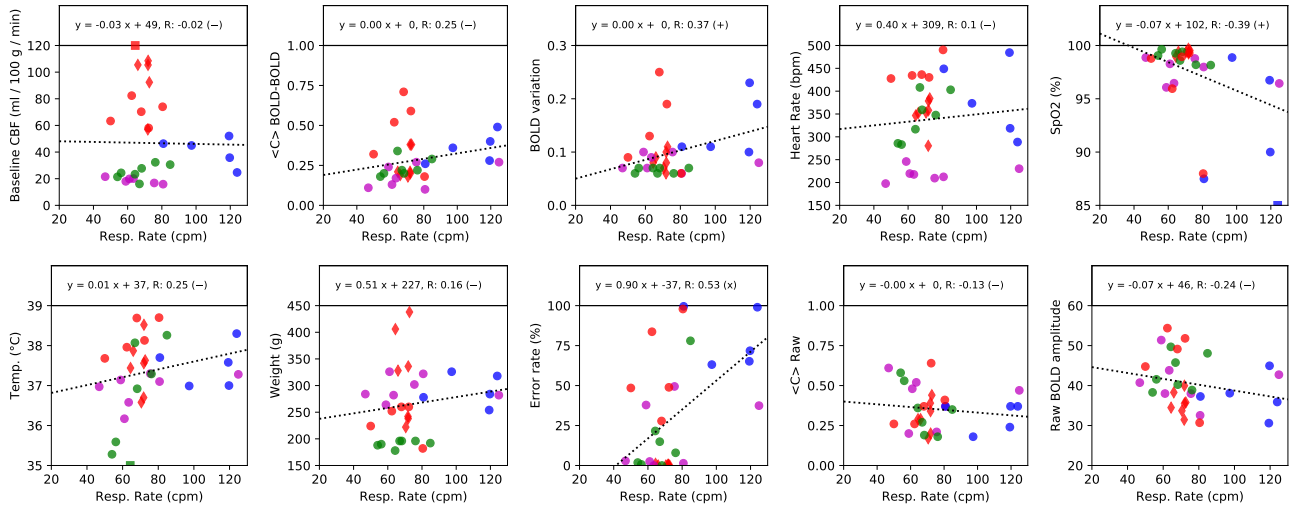 y = -0.03 x + 49, R: -0.02 (−)
120
100
80
60
40
20
0
Baseline CBF (ml / 100 g / min)
20 40 60 80 100 120
Resp. Rate (cpm)
y = 0.00 x + 0, R: 0.25 (−)
1.00
0.75
0.50
0.25
0.00
<C> BOLD-BOLD
20 40 60 80 100 120
Resp. Rate (cpm)
y = 0.00 x + 0, R: 0.37 (+)
0.3
0.2
0.1
0.0
BOLD variation
20 40 60 80 100 120
Resp. Rate (cpm)
y = 0.40 x + 309, R: 0.1 (−)
500
450
400
350
300
250
200
150
Heart Rate (bpm)
20 40 60 80 100 120
Resp. Rate (cpm)
y = -0.07 x + 102, R: -0.39 (+)
100
95
90
85
SpO2 (%)
20 40 60 80 100 120
Resp. Rate (cpm)
y = 0.01 x + 37, R: 0.25 (−)
39
38
37
36
35
Temp. (°C)
20 40 60 80 100 120
Resp. Rate (cpm)
y = 0.51 x + 227, R: 0.16 (−)
450
400
350
300
250
200
150
Weight (g)
20 40 60 80 100 120
Resp. Rate (cpm)
y = 0.90 x + -37, R: 0.53 (x)
100
75
50
25
0
Error rate (%)
20 40 60 80 100 120
Resp. Rate (cpm)
y = -0.00 x + 0, R: -0.13 (−)
1.00
0.75
0.50
0.25
0.00
<C> Raw
20 40 60 80 100 120
Resp. Rate (cpm)
y = -0.07 x + 46, R: -0.24 (−)
60
50
40
30
20
Raw BOLD amplitude
20 40 60 80 100 120
Resp. Rate (cpm)